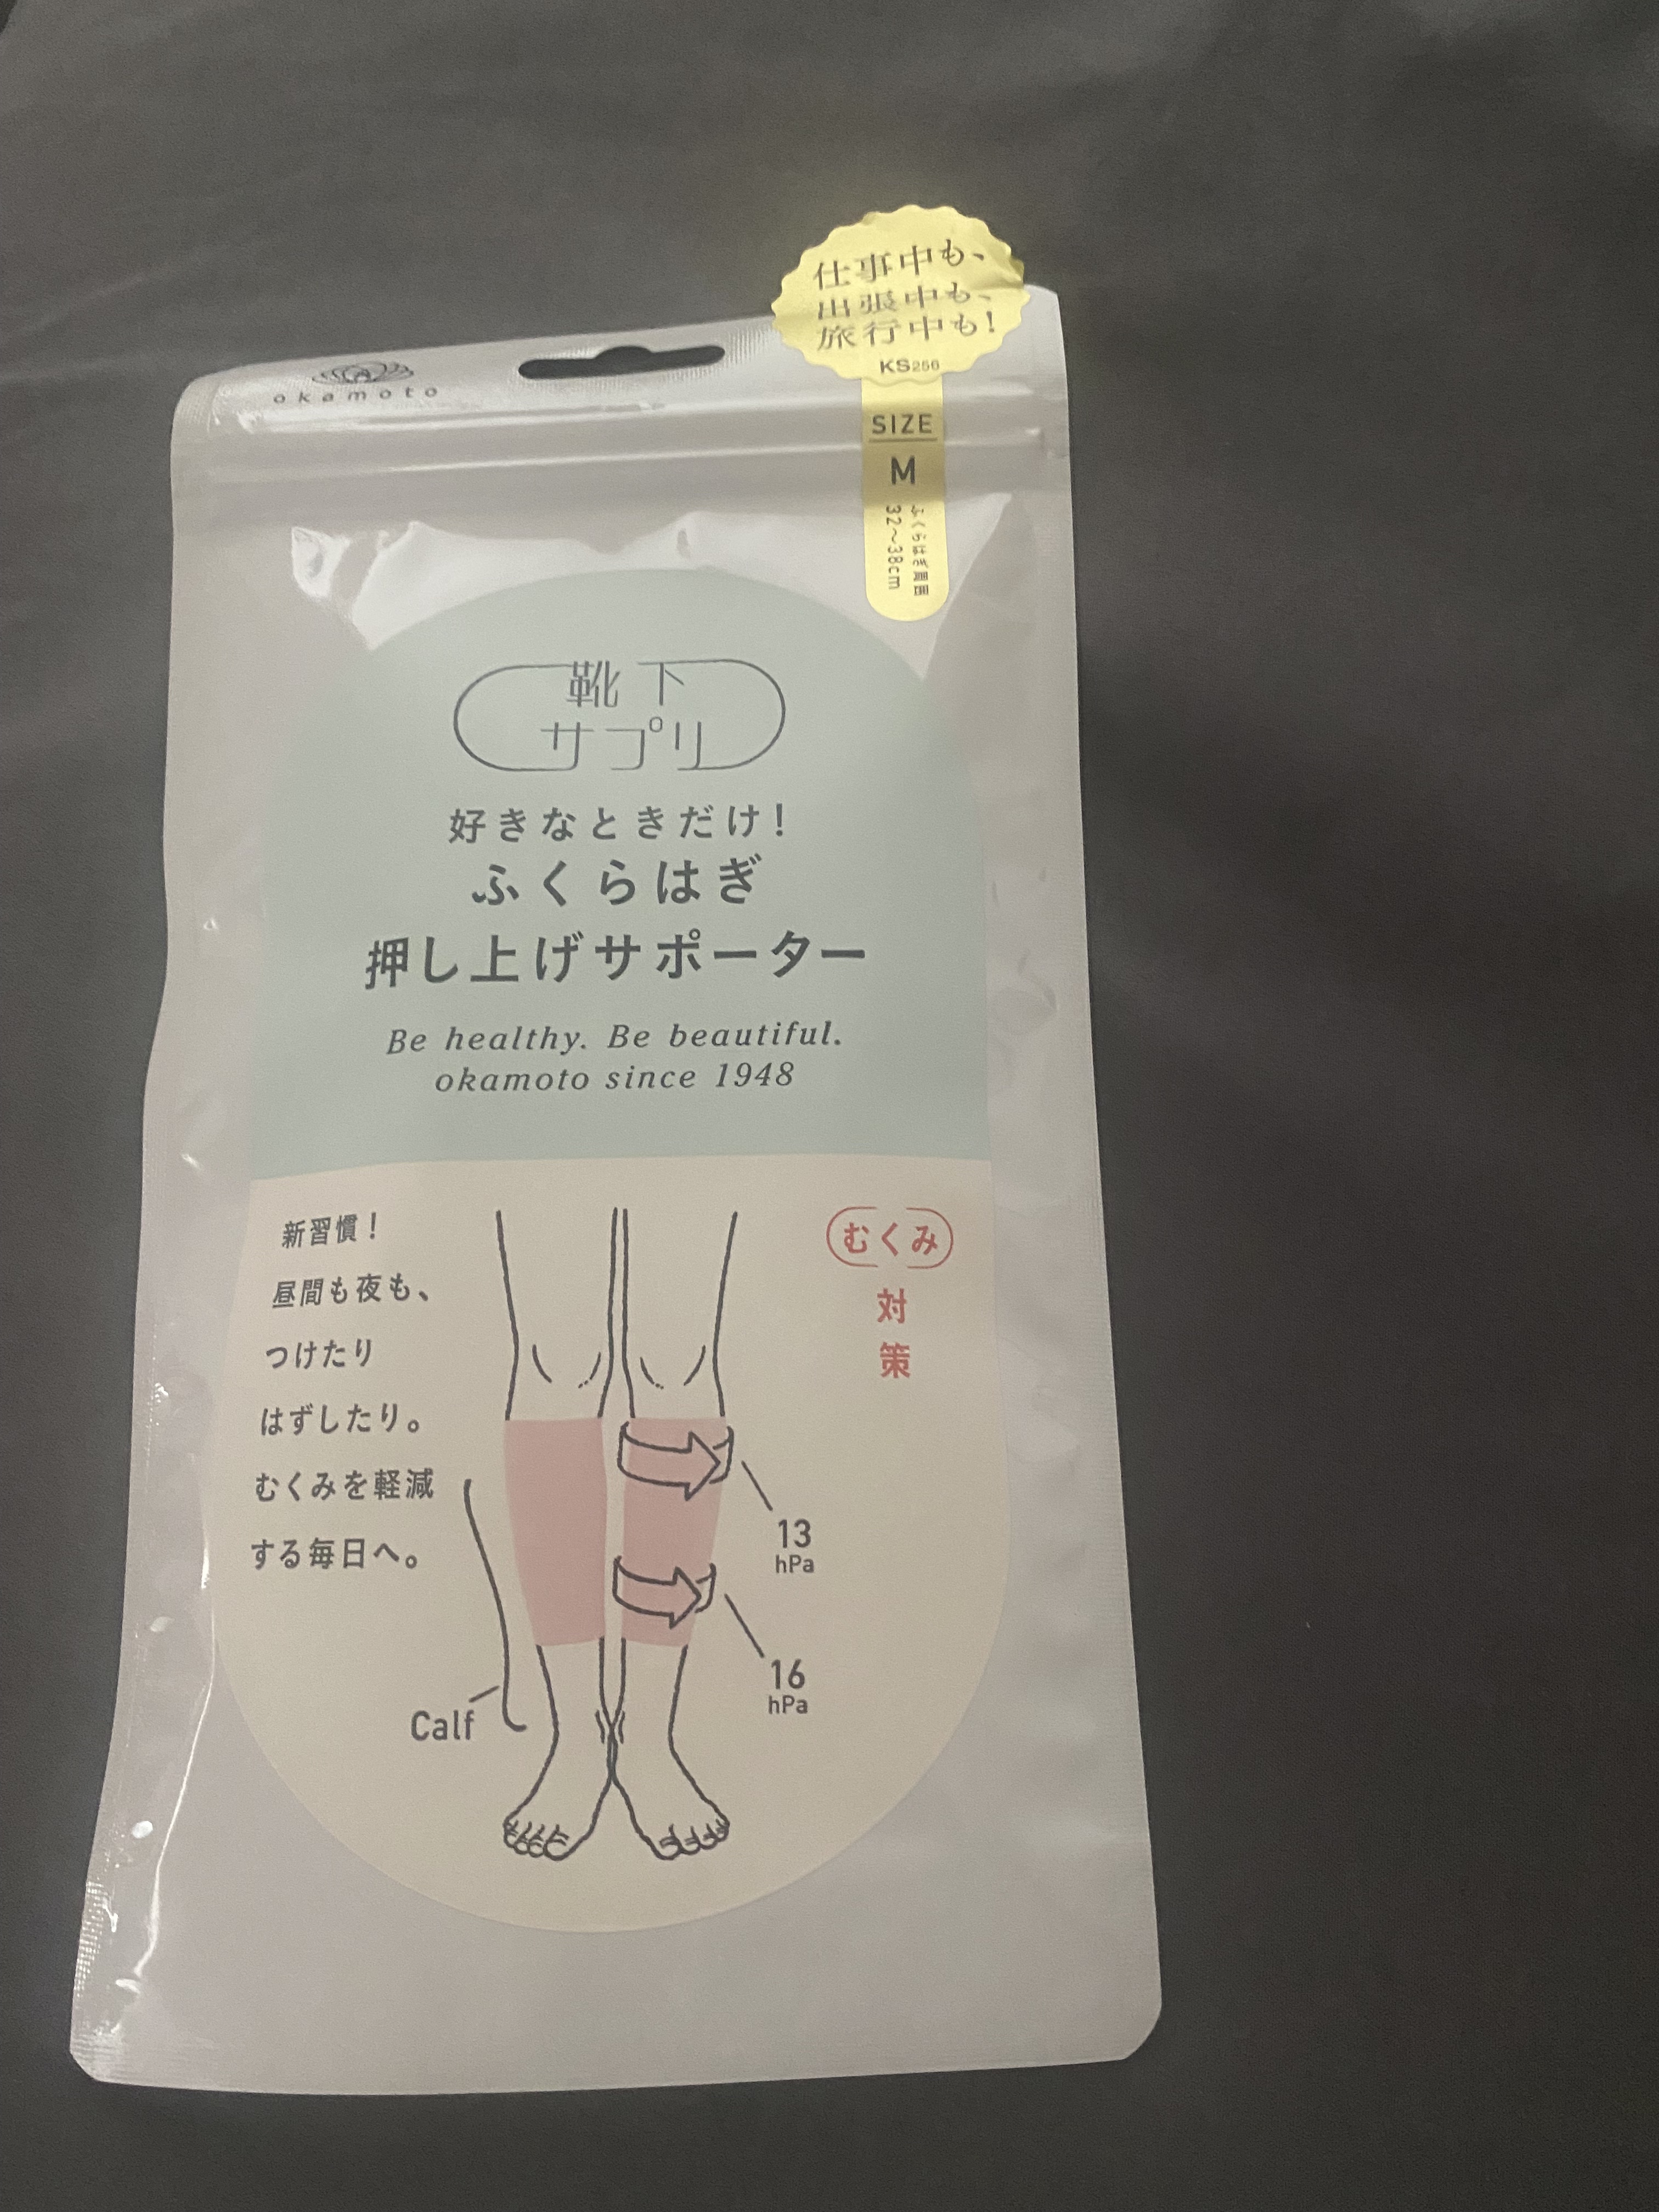 仕事中も、
出張中も、
旅行中も!
KS256
okamoto
SIZE
M
ふくらはぎ周囲
32〜38cm
靴下
サプリ
好きなときだけ!
ふくらはぎ
押し上げサポーター
Be healthy. Be beautiful.
okamoto since 1948
新習慣!
昼間も夜も、
つけたり
はずしたり。
むくみを軽減
する毎日へ。
むくみ
対
策
13
hPa
16
hPa
Calf